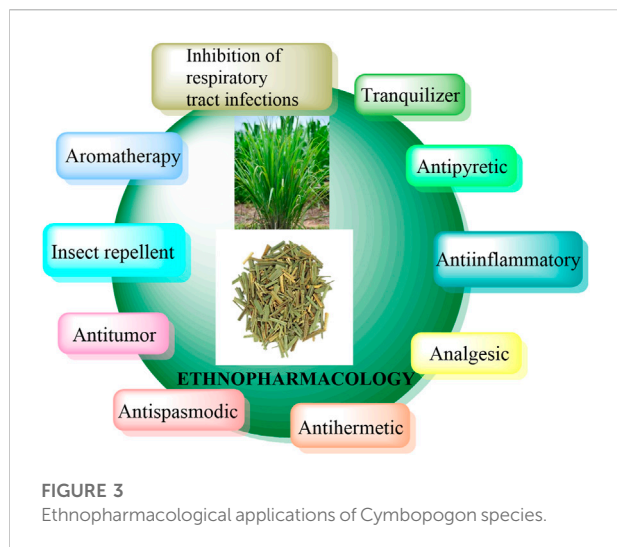 Inhibition of
respiratory
tract infections
Tranquilizer
Aromatherapy
Antipyretic
Insect repellent
Antiinflammatory
Antitumor
Analgesic
ETHNOPHARMACOLOGY
Antispasmodic
Antihermetic
FIGURE 3
Ethnopharmacological applications of Cymbopogon species.